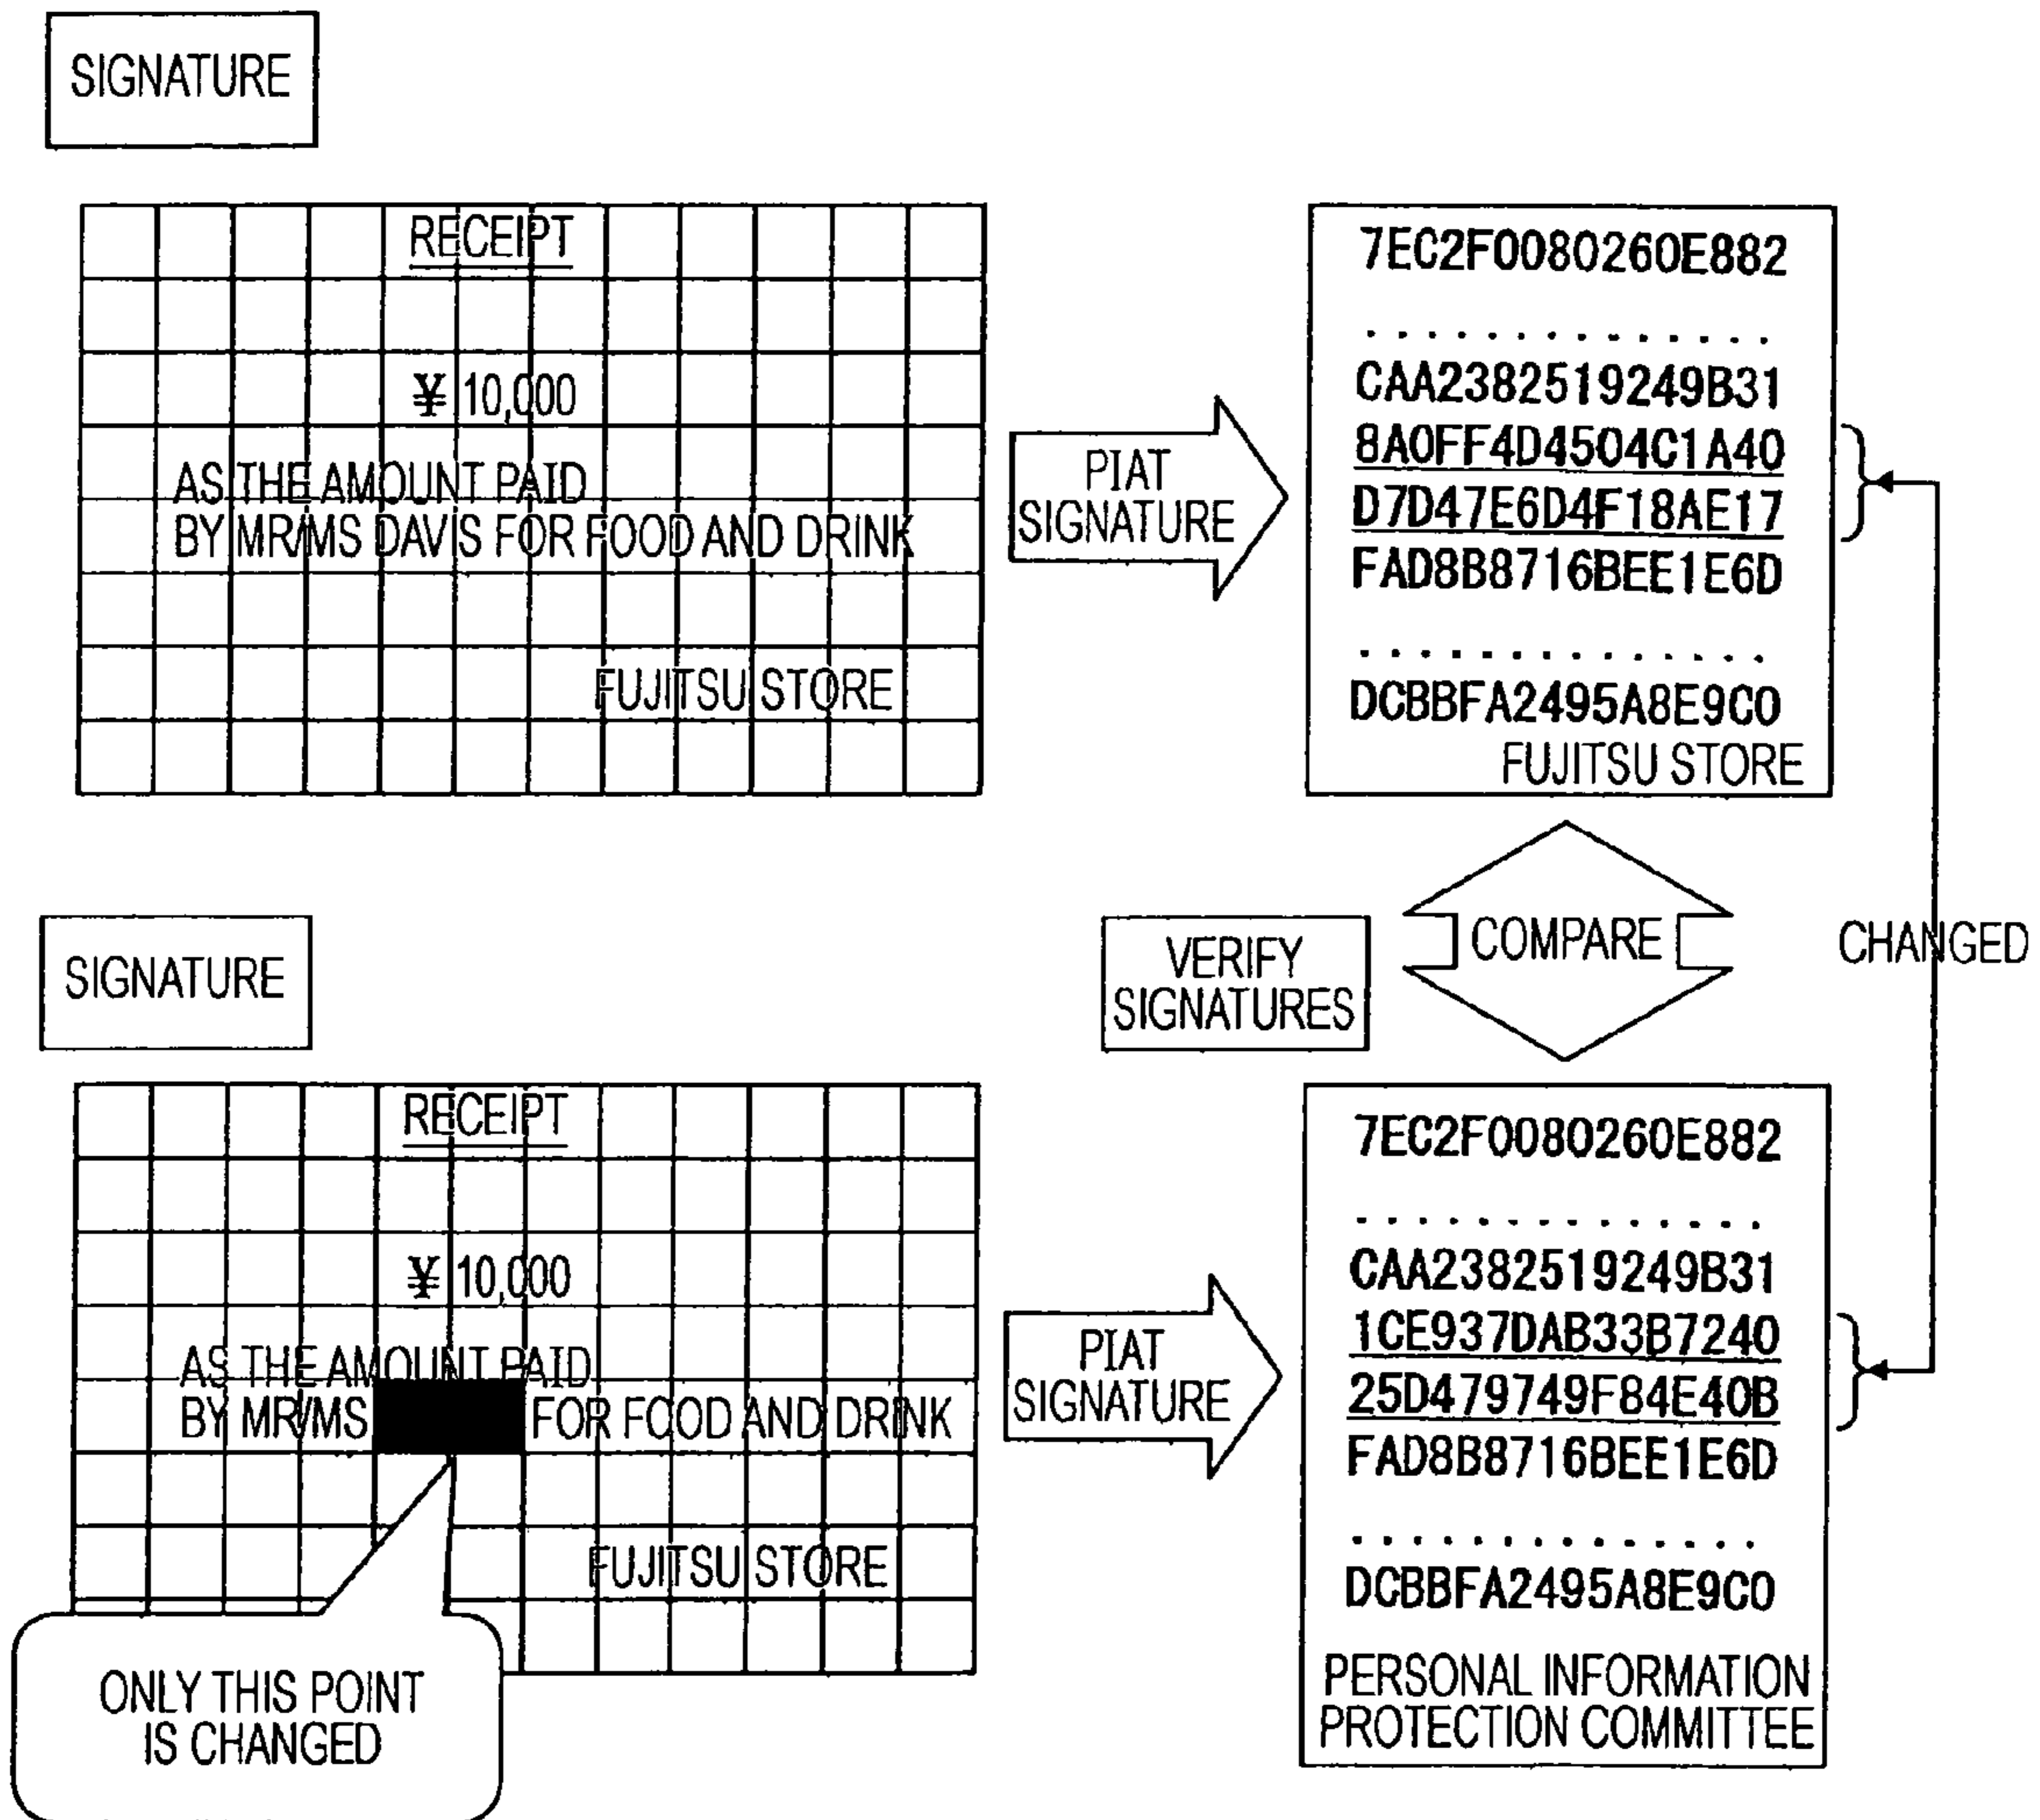 SIGNATURE
RECEIPT
¥ 10,000
AS THE AMOUNT PAID
BY MR/MS DAVIS FOR FOOD AND DRINK
FUJITSU STORE
PIAT
SIGNATURE
7EC2F0080260E882
..............
CAA2382519249B31
8A0FF4D4504C1A40
D7D47E6D4F18AE17
FAD8B8716BEE1E6D
..............
DCBBFA2495A8E9C0
FUJITSU STORE
SIGNATURE
VERIFY
SIGNATURES
COMPARE
CHANGED
RECEIPT
¥ 10,000
AS THE AMOUNT PAID
BY MR/MS FOR FOOD AND DRINK
FUJITSU STORE
ONLY THIS POINT
IS CHANGED
PIAT
SIGNATURE
7EC2F0080260E882
..............
CAA2382519249B31
1CE937DAB33B7240
25D479749F84E40B
FAD8B8716BEE1E6D
..............
DCBBFA2495A8E9C0
PERSONAL INFORMATION
PROTECTION COMMITTEE